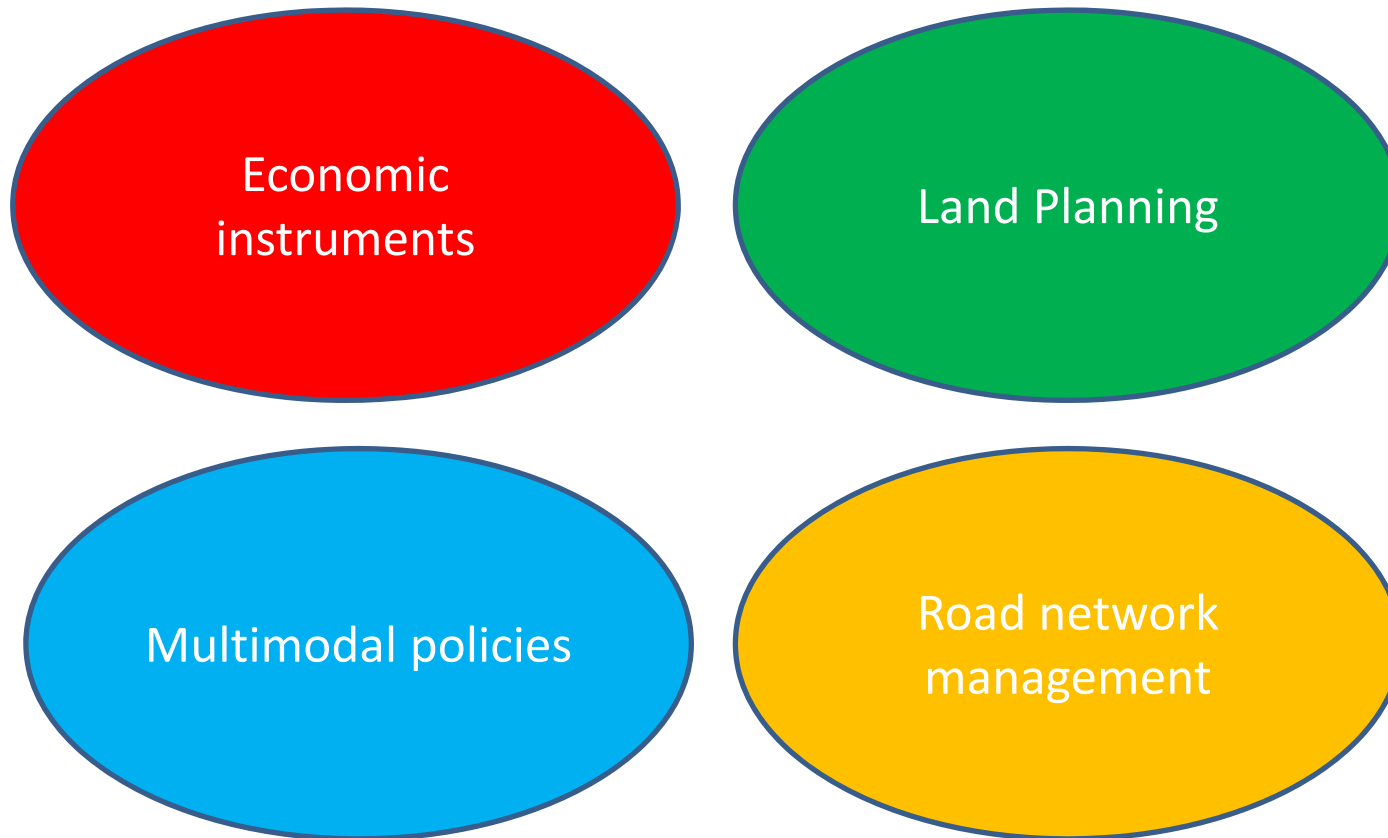 Economic
instruments
Land Planning
Multimodal policies
Road network
management